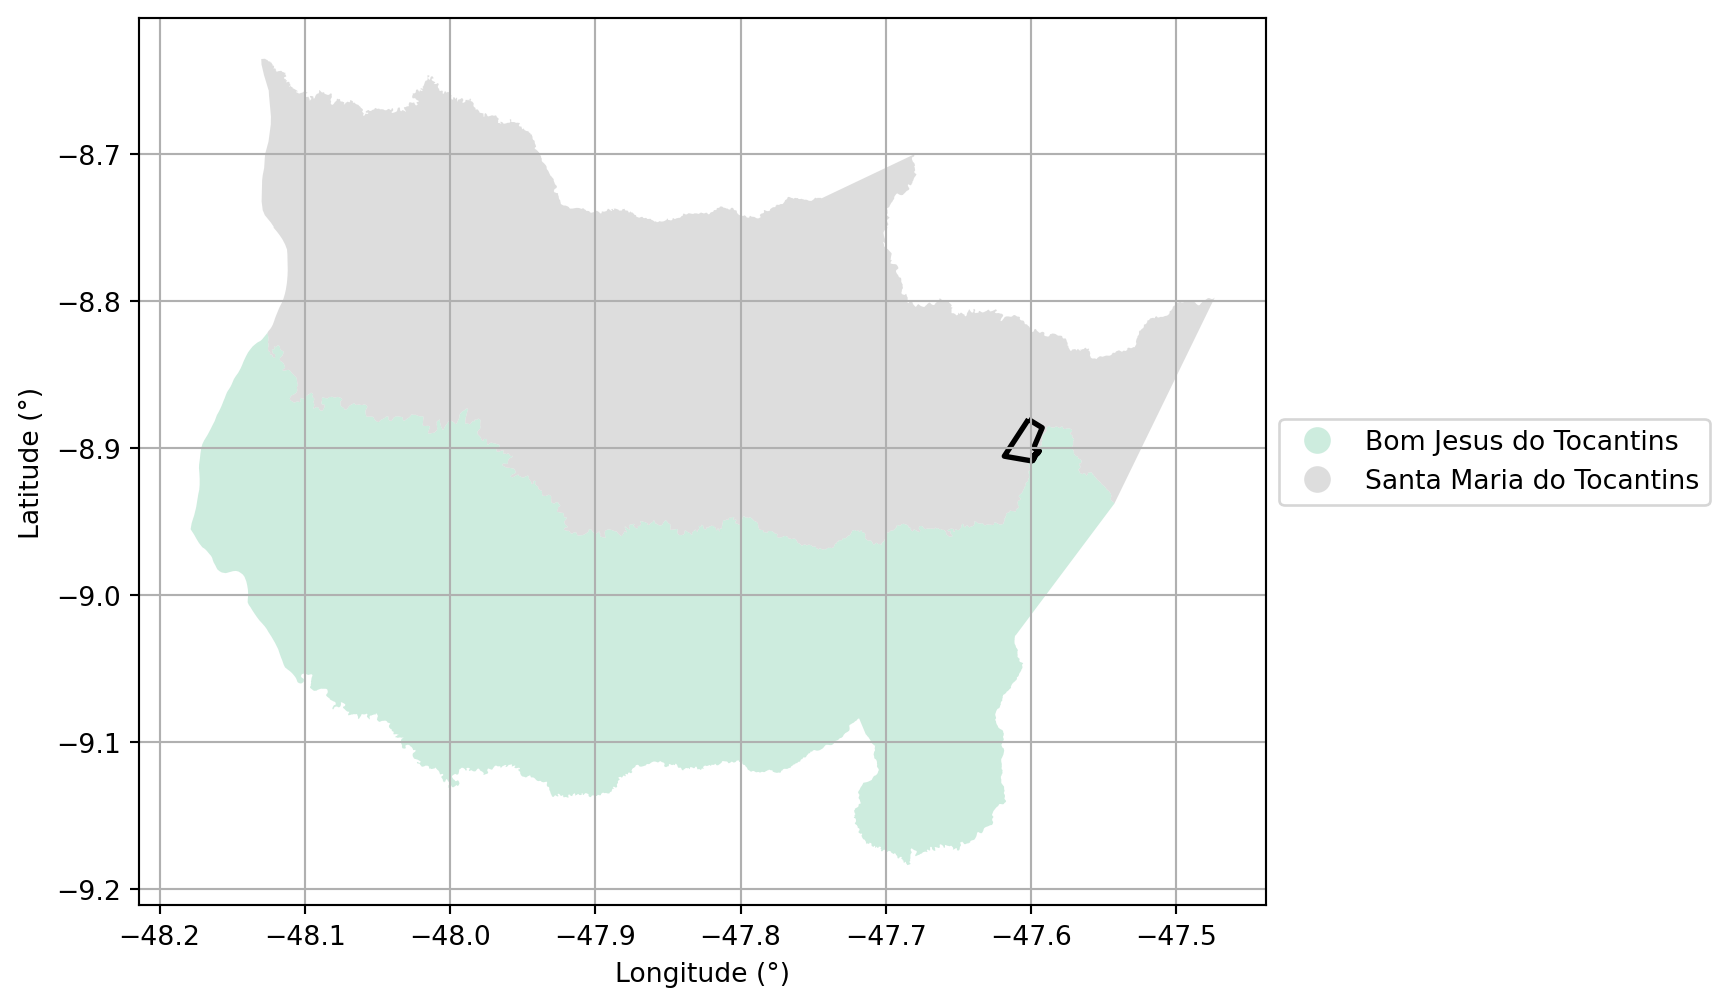 −8.7
−8.8
−8.9
−9.0
−9.1
−9.2
Latitude (°)
−48.2 −48.1 −48.0 −47.9 −47.8 −47.7 −47.6 −47.5
Longitude (°)
Bom Jesus do Tocantins
Santa Maria do Tocantins